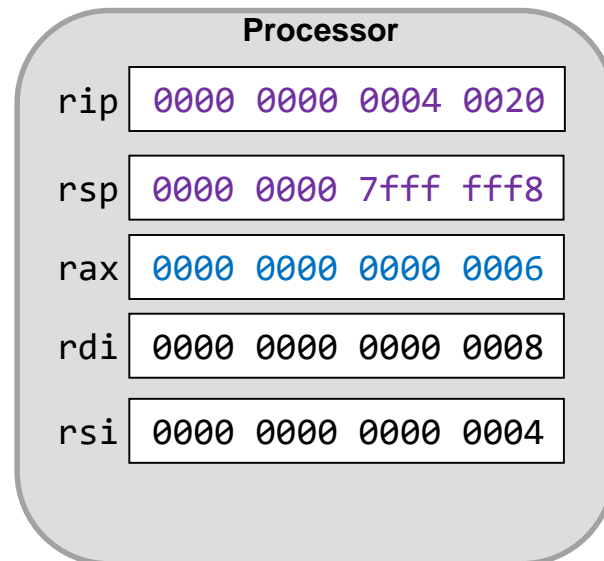 Processor
rip 0000 0000 0004 0020
rsp 0000 0000 7fff fff8
rax 0000 0000 0000 0006
rdi 0000 0000 0000 0008
rsi 0000 0000 0000 0004